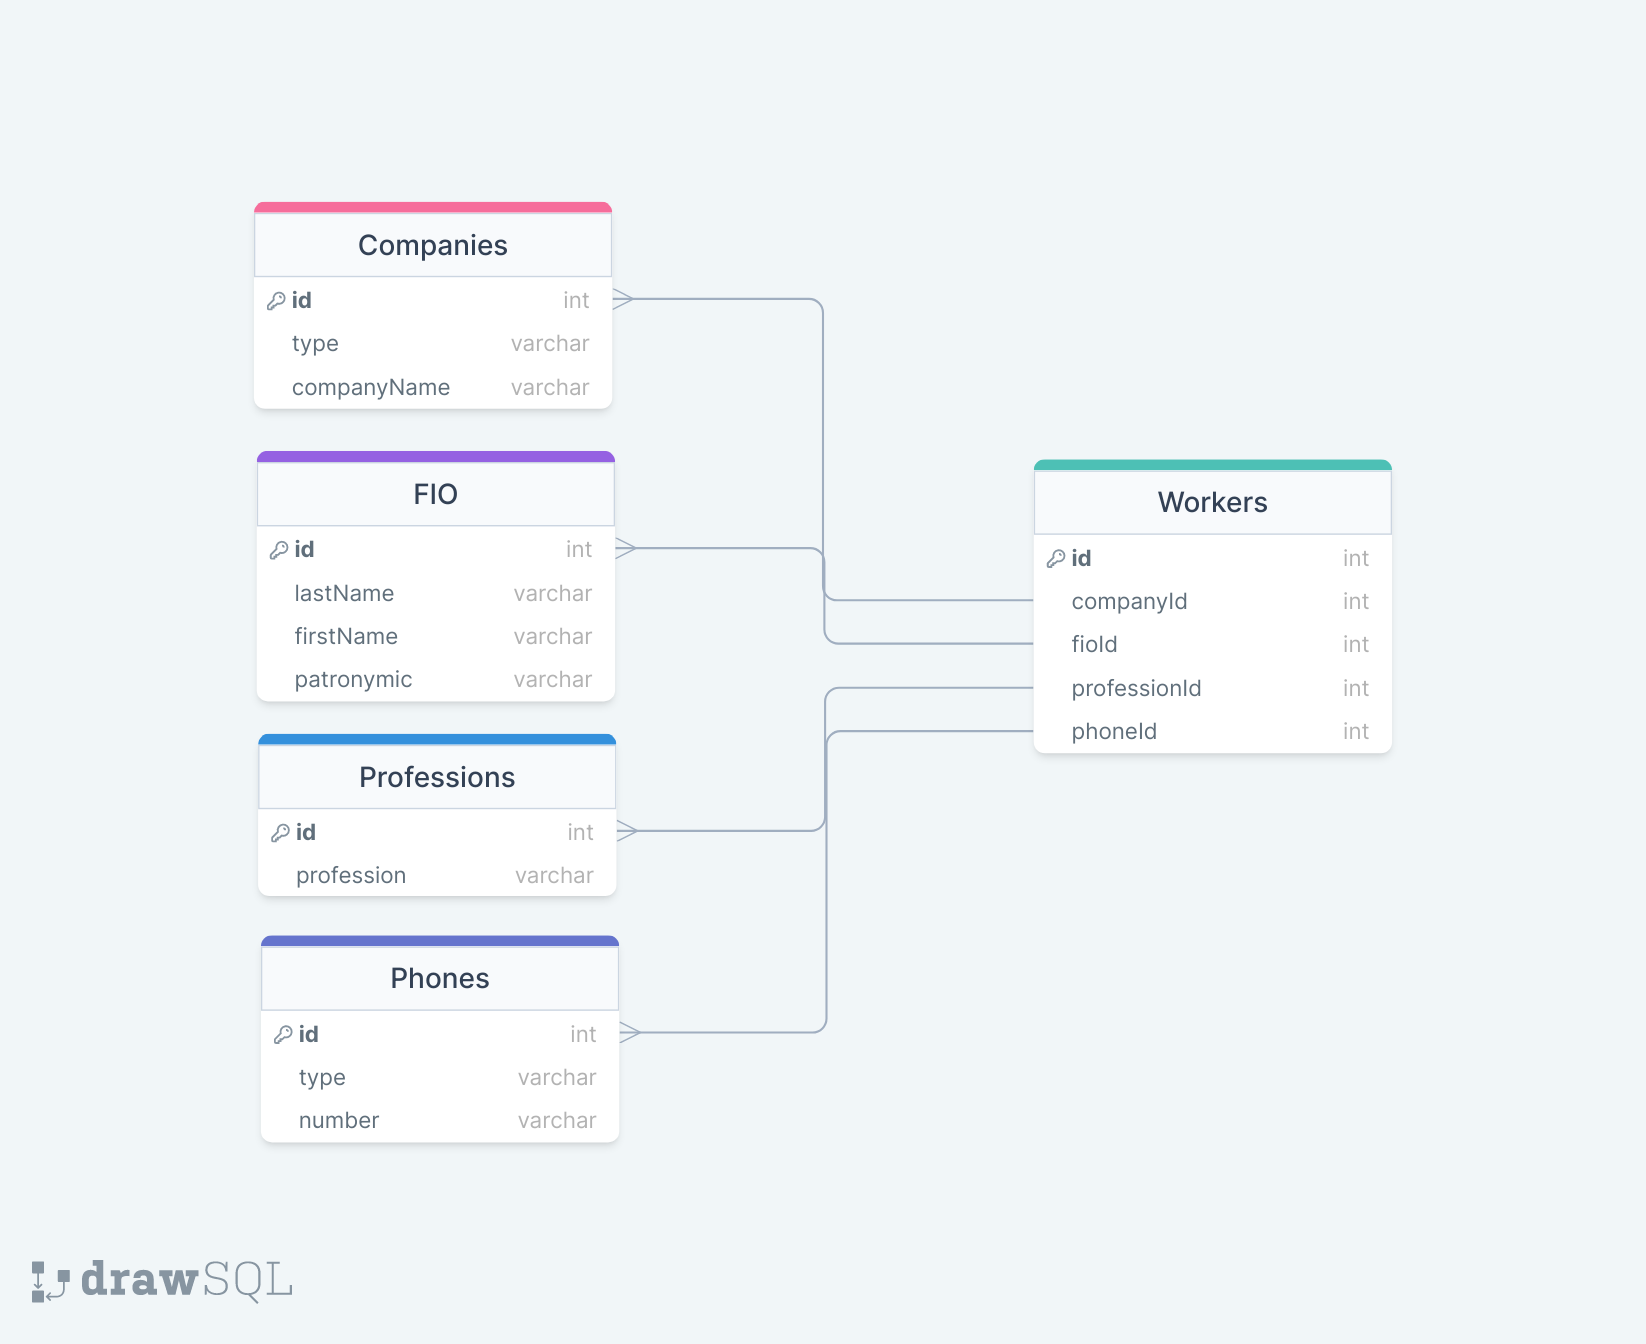 Companies
id int
type varchar
companyName varchar
FIO
id int
lastName varchar
firstName varchar
patronymic varchar
Professions
id int
profession varchar
Phones
id int
type varchar
number varchar
Workers
id int
companyId int
fioId int
professionId int
phoneId int
drawSQL